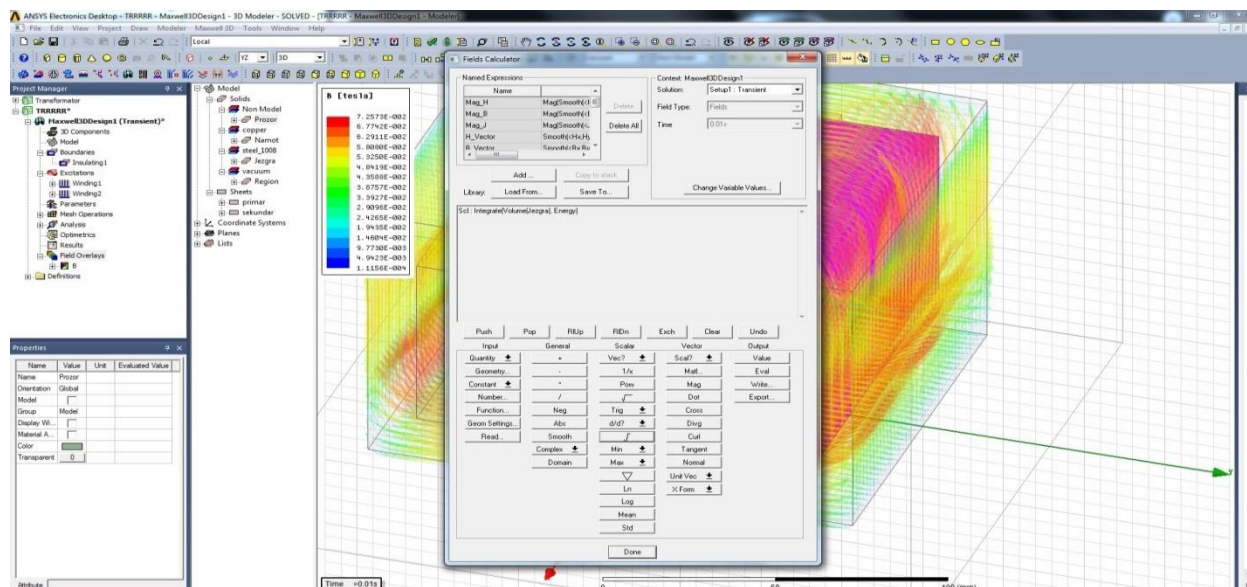 ANSYS Electronics Desktop - TRRRRR - Maxwell3DDesign1 - 3D Modeler - SOLVED - [TRRRRR - Maxwell3DDesign1 - Modeler]
File Edit View Project Draw Modeler Maxwell 3D Tools Window Help
Local
YZ 3D
Project Manager
Transformator
TRRRRR*
Maxwell3DDesign1 (Transient)*
3D Components
Model
Boundaries
Insulating1
Excitations
Winding1
Winding2
Parameters
Mesh Operations
Analysis
Optimetrics
Results
Field Overlays
B
Definitions
Model
Solids
Non Model
Prozor
copper
Namot
steel_1008
Jezgra
vacuum
Region
Sheets
primar
sekundar
Coordinate Systems
Planes
Lists
B [tesla]
7.2573E-002
6.7742E-002
6.2911E-002
5.8080E-002
5.3250E-002
4.8419E-002
4.3588E-002
3.8757E-002
3.3927E-002
2.9096E-002
2.4265E-002
1.9435E-002
1.4604E-002
9.7730E-003
4.9423E-003
1.1156E-004
Properties
Name Value Unit Evaluated Value
Name Prozor
Orientation Global
Model
Group Model
Display Wi...
Material A...
Color
Transparent 0
Attribute
Fields Calculator
Named Expressions
Name
Mag_H Mag(Smooth(<H
Mag_B Mag(Smooth(<
Mag_J Mag(Smooth(<.
H_Vector Smooth(<Hx,Hy
B_Vector Smooth(<Bx,By
Delete
Delete All
Add ... Copy to stack
Library: Load From... Save To...
Context: Maxwell3DDesign1
Solution: Setup1 : Transient
Field Type: Fields
Time 0.01s
Change Variable Values...
Scl : Integrate(Volume(Jezgra), Energy)
Push Pop RlUp RlDn Exch Clear Undo
Input General Scalar Vector Output
Quantity + Vec? Scal? Value
Geometry... - 1/x Matl... Eval
Constant * Pow Mag Write...
Number... / √ Dot Export...
Function... Neg Trig Cross
Geom Settings... Abs d/d? Divg
Read... Smooth ∫ Curl
Complex Min Tangent
Domain Max Normal
▽ Unit Vec
Ln X Form
Log
Mean
Std
Done
y
Time =0.01s
0 50 100 (mm)